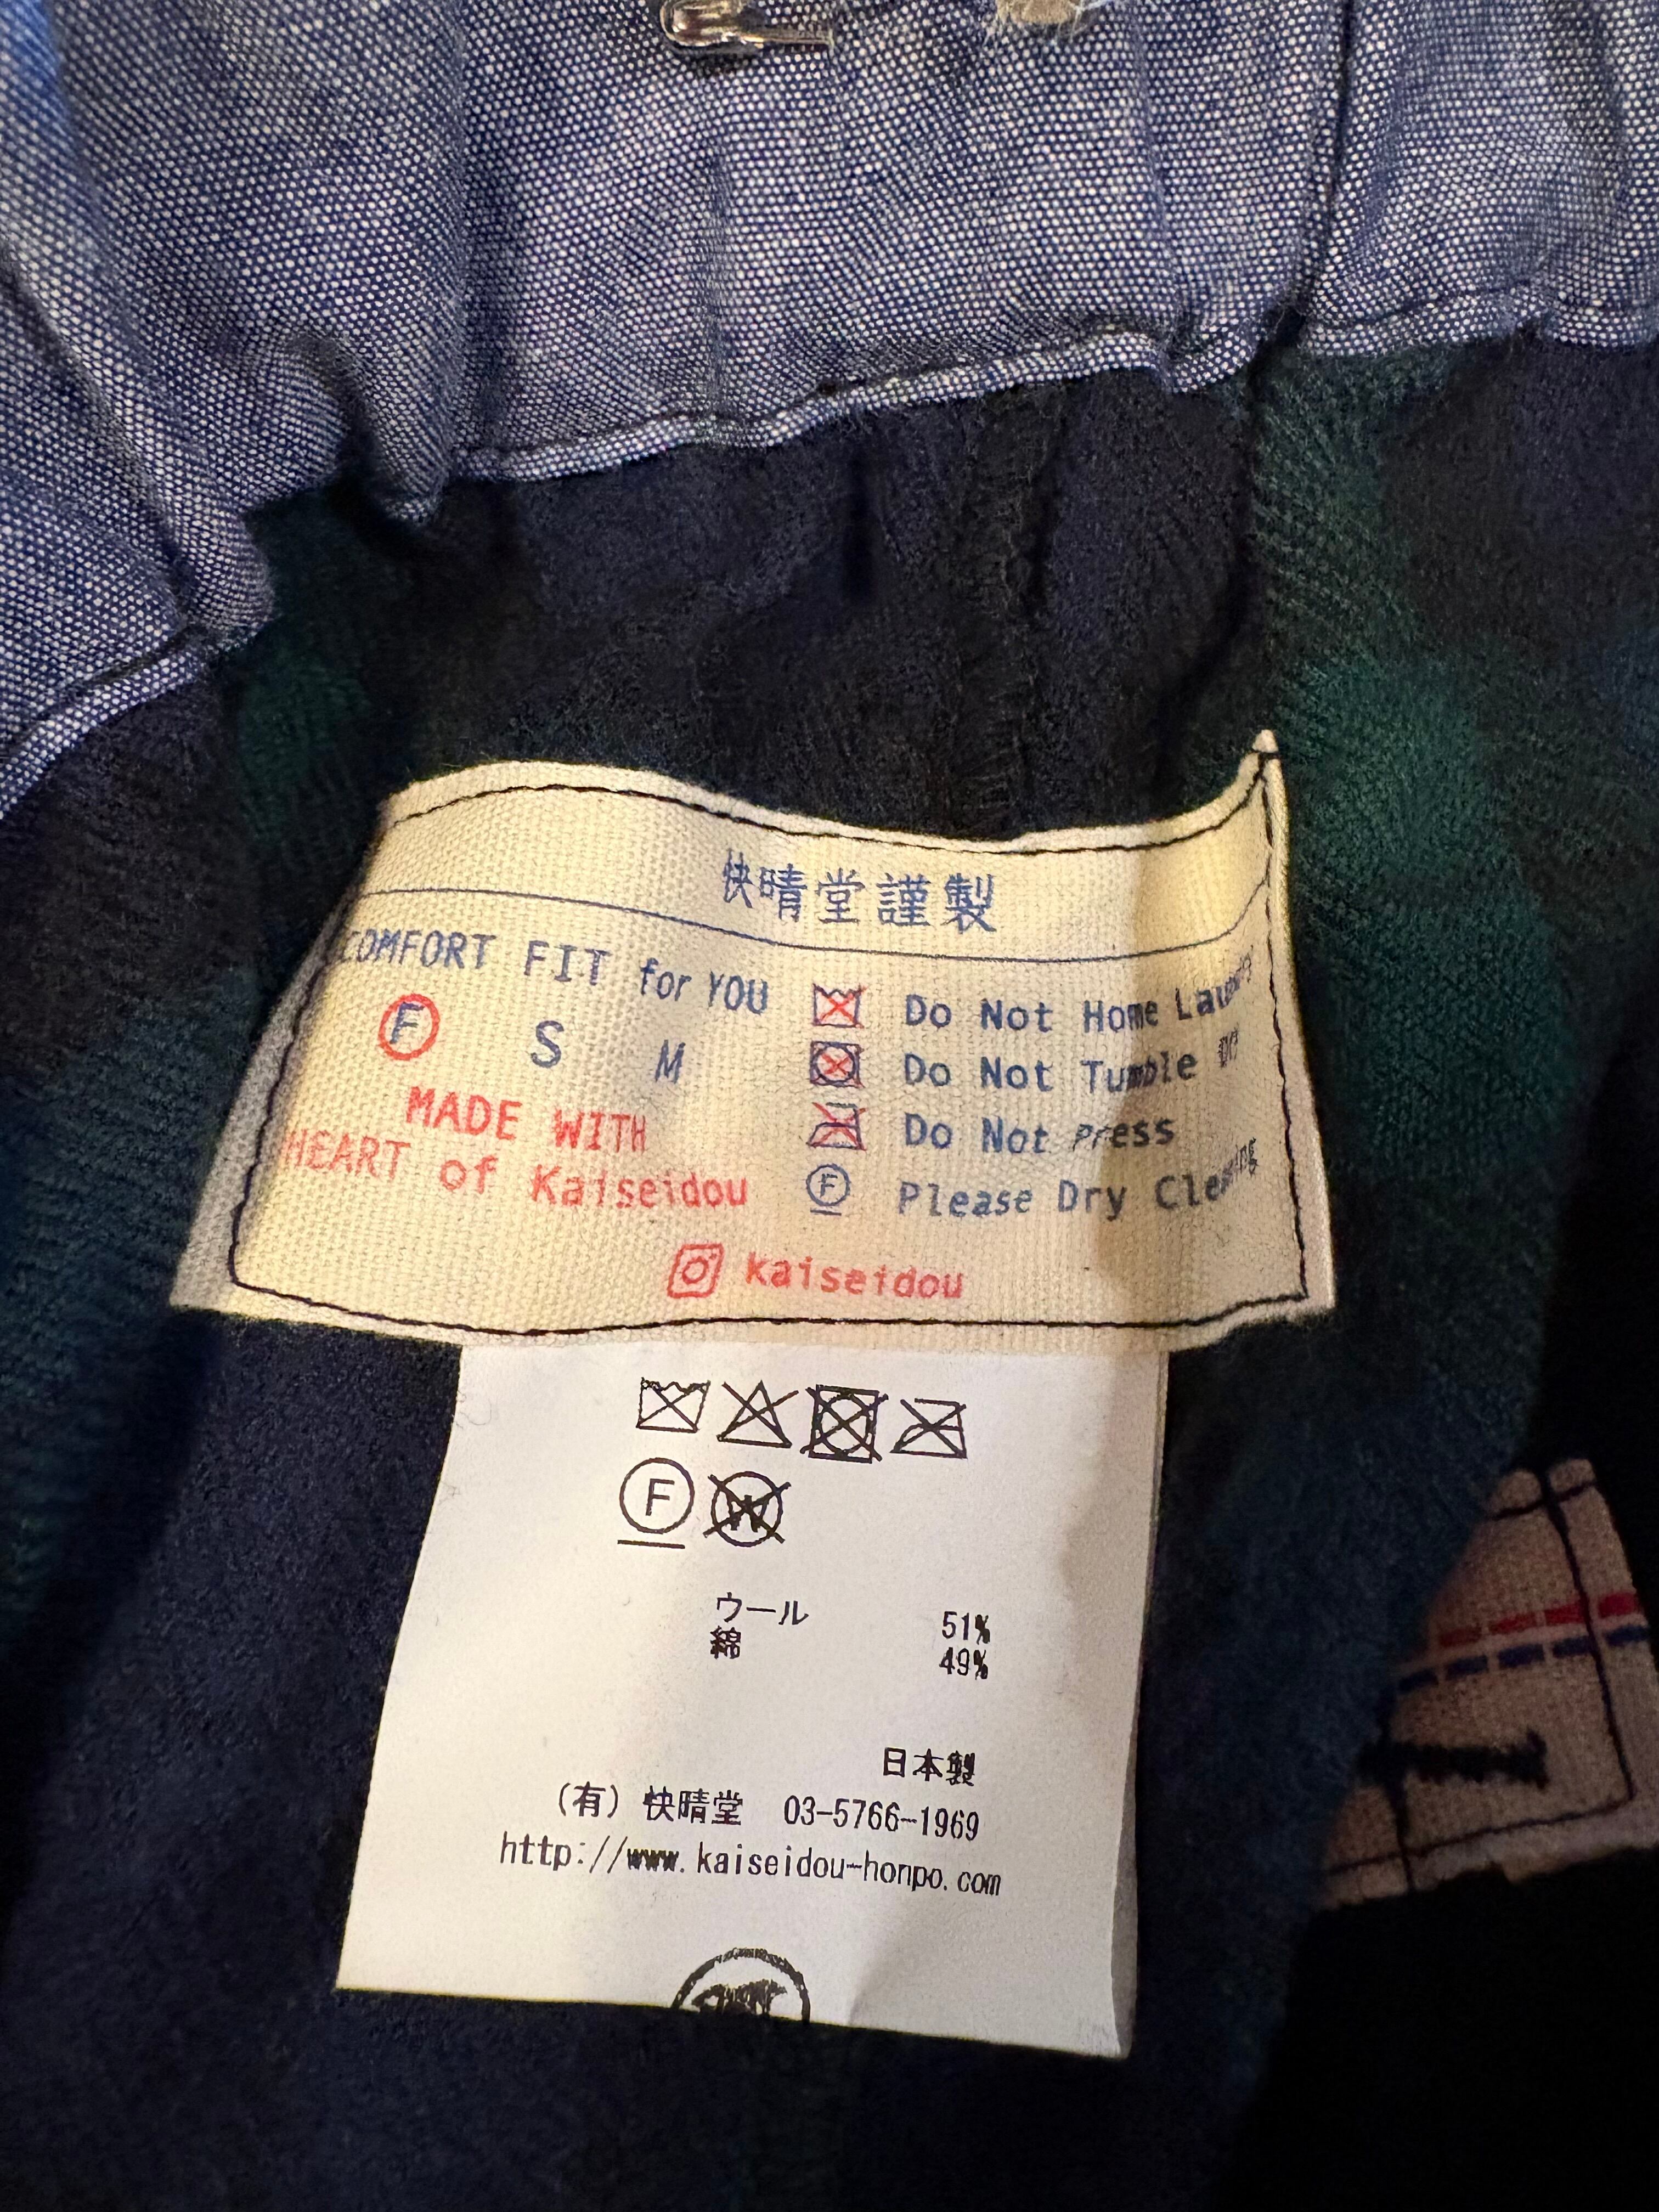 快晴堂謹製
COMFORT FIT for YOU
F S M
MADE WITH
HEART of Kaiseidou
Do Not Home Laundry
Do Not Tumble
Do Not Press
F Please Dry Cleaning
kaiseidou
F W
ウール 51%
綿 49%
日本製
(有) 快晴堂 03-5766-1969
http://www.kaiseidou-honpo.com